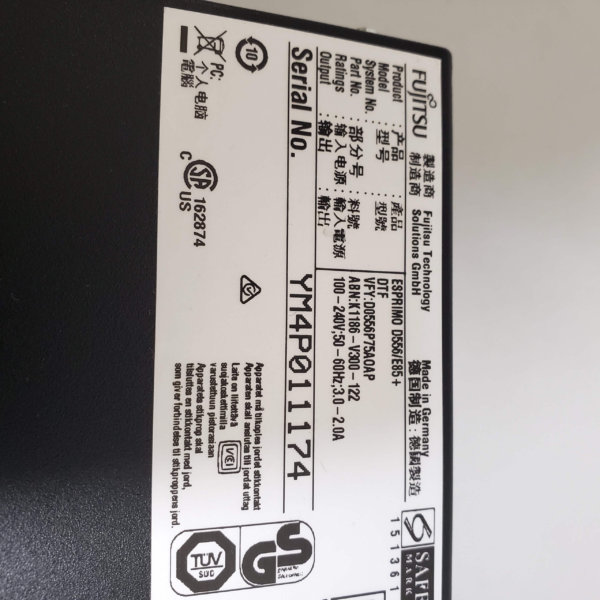 FUJITSU
製造商 Fujitsu Technology Made in Germany
制造商 Solutions GmbH 德国制造:德國製造
Product : 产品 : 產品 ESPRIMO D556/E85+
Model : 型号 : 型號 DTF
System No. VFY:D0556P75A0AP
Part No. : 部分号 : 料號 ABN:K1186-V300-122
Ratings : 输入电源 : 輸入電源 100-240V;50-60Hz;3.0-2.0A
Output : 输出 : 輸出
Serial No. YM4P011174
10
PC:
个人电脑
電腦
C SA US 162874
Apparatet må tilkoples jordet stikkontakt
Apparaten skall anslutas till jordat uttag
Laite on liitettävä
suojakoskettimilla
varustettuun pistorasiaan
Apparatets stikprop skal
tilsluttes en stikkontakt med jord,
som giver forbindelse til stikproppens jord.
VCI
TÜV
SÜD
GS
S
SAFE
MARK
151361